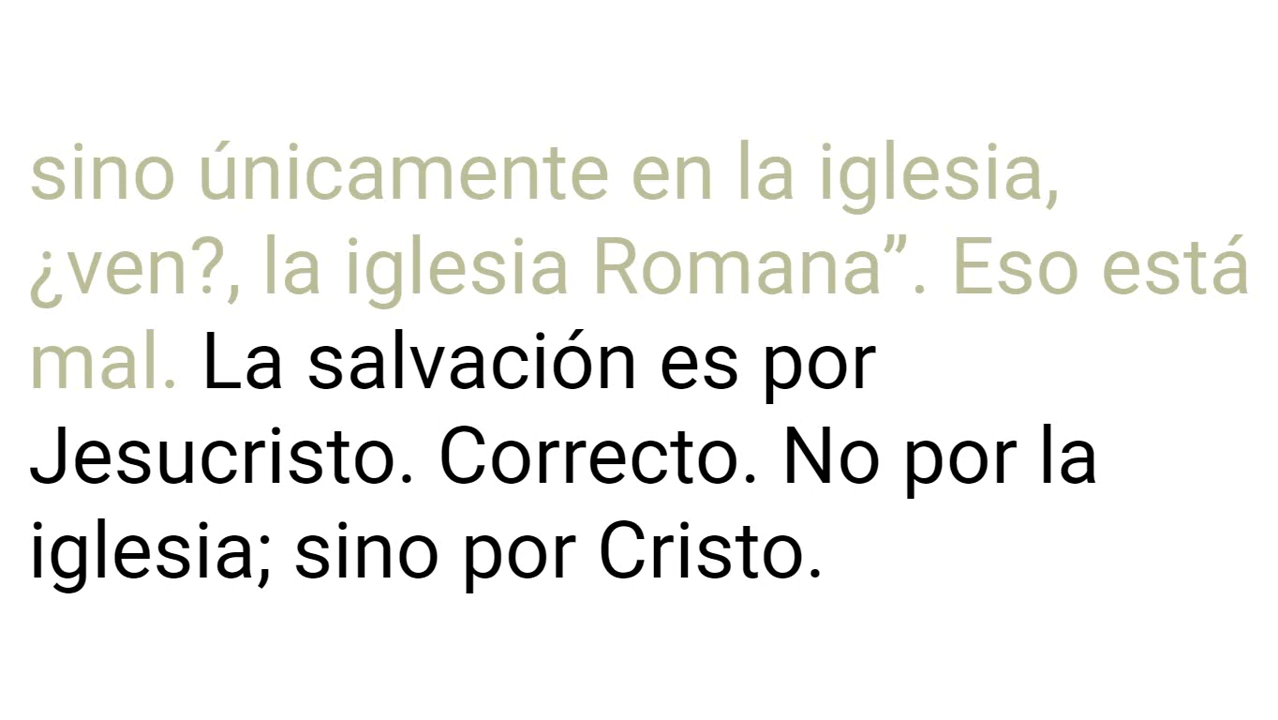 sino únicamente en la iglesia,
¿ven?, la iglesia Romana”. Eso está
mal. La salvación es por
Jesucristo. Correcto. No por la
iglesia; sino por Cristo.